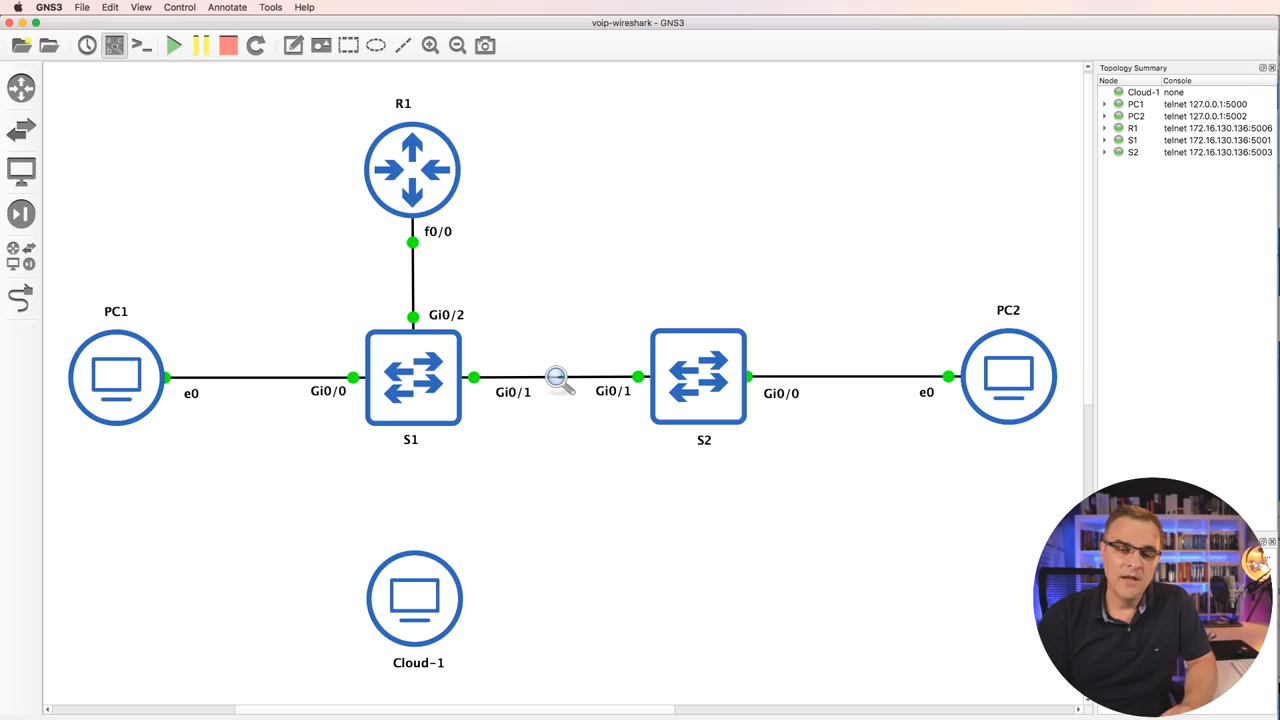 GNS3 File Edit View Control Annotate Tools Help
voip-wireshark - GNS3
Topology Summary
Node Console
Cloud-1 none
PC1 telnet 127.0.0.1:5000
PC2 telnet 127.0.0.1:5002
R1 telnet 172.16.130.136:5006
S1 telnet 172.16.130.136:5001
S2 telnet 172.16.130.136:5003
R1
f0/0
Gi0/2
PC1
PC2
e0
Gi0/0
Gi0/1
Gi0/1
Gi0/0
e0
S1
S2
Cloud-1